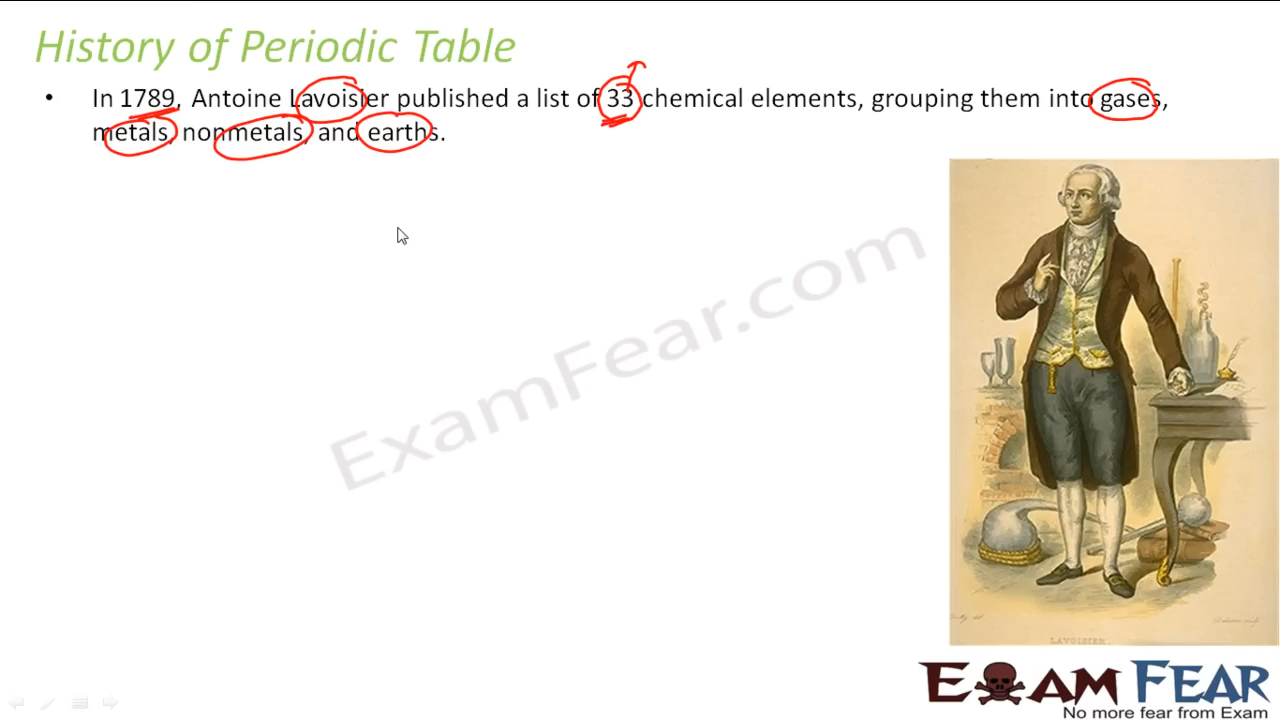 History of Periodic Table
• In 1789, Antoine Lavoisier published a list of 33 chemical elements, grouping them into gases,
metals, nonmetals, and earths.
ExamFear.com
LAVOISIER
EXAM FEAR
No more fear from Exam